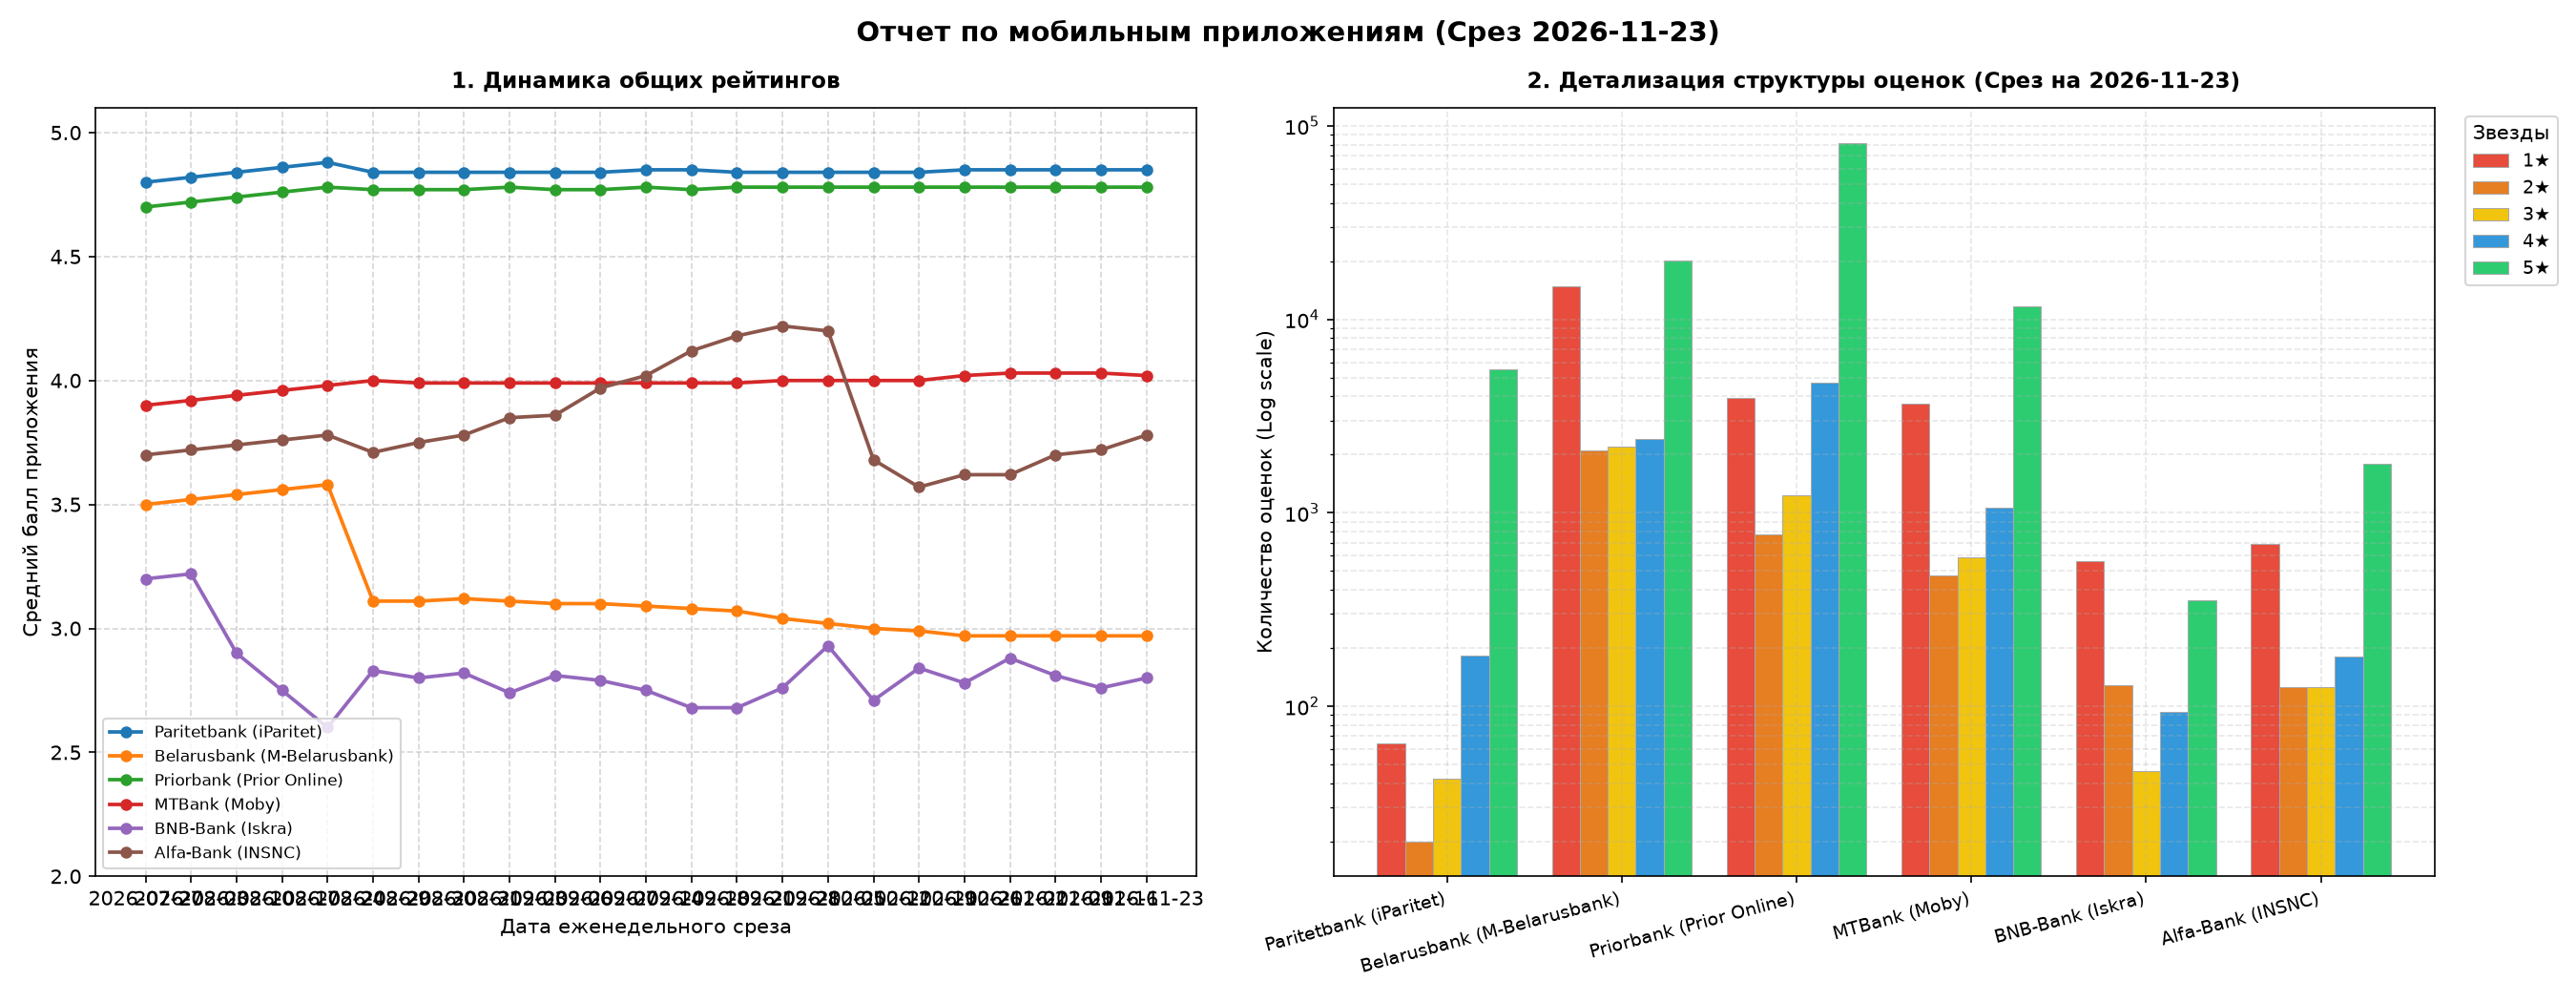 Отчет по мобильным приложениям (Срез 2026-11-23)
1. Динамика общих рейтингов
Средний балл приложения
5.0
4.5
4.0
3.5
3.0
2.5
2.0
Paritetbank (iParitet)
Belarusbank (M-Belarusbank)
Priorbank (Prior Online)
MTBank (Moby)
BNB-Bank (Iskra)
Alfa-Bank (INSNC)
Дата еженедельного среза
2. Детализация структуры оценок (Срез на 2026-11-23)
Количество оценок (Log scale)
10^5
10^4
10^3
10^2
Paritetbank (iParitet)
Belarusbank (M-Belarusbank)
Priorbank (Prior Online)
MTBank (Moby)
BNB-Bank (Iskra)
Alfa-Bank (INSNC)
Звезды
1★
2★
3★
4★
5★